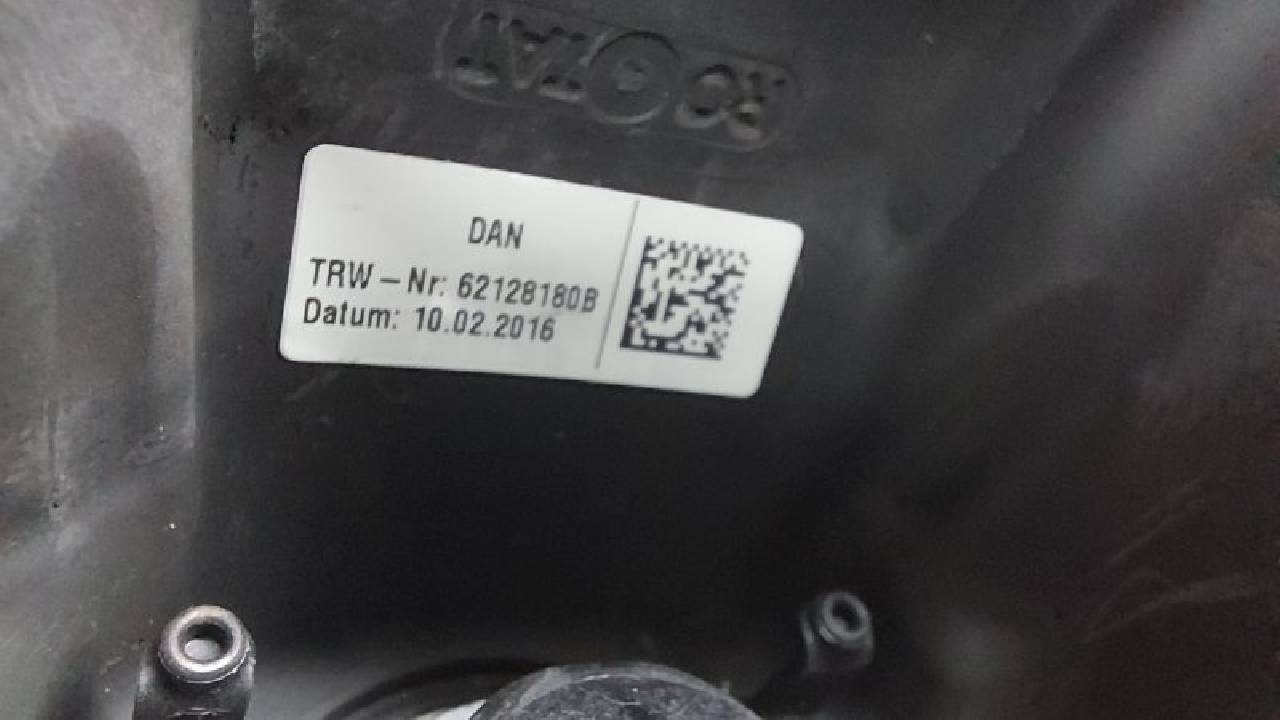 DAN
TRW - Nr: 62128180B
Datum: 10.02.2016